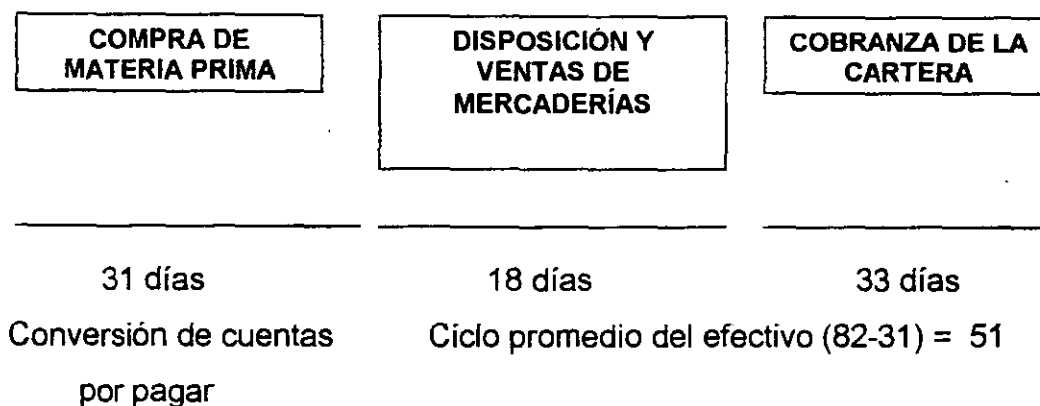 COMPRA DE
MATERIA PRIMA
DISPOSICIÓN Y
VENTAS DE
MERCADERÍAS
COBRANZA DE LA
CARTERA
31 días
18 días
33 días
Conversión de cuentas
por pagar
Ciclo promedio del efectivo (82-31) = 51